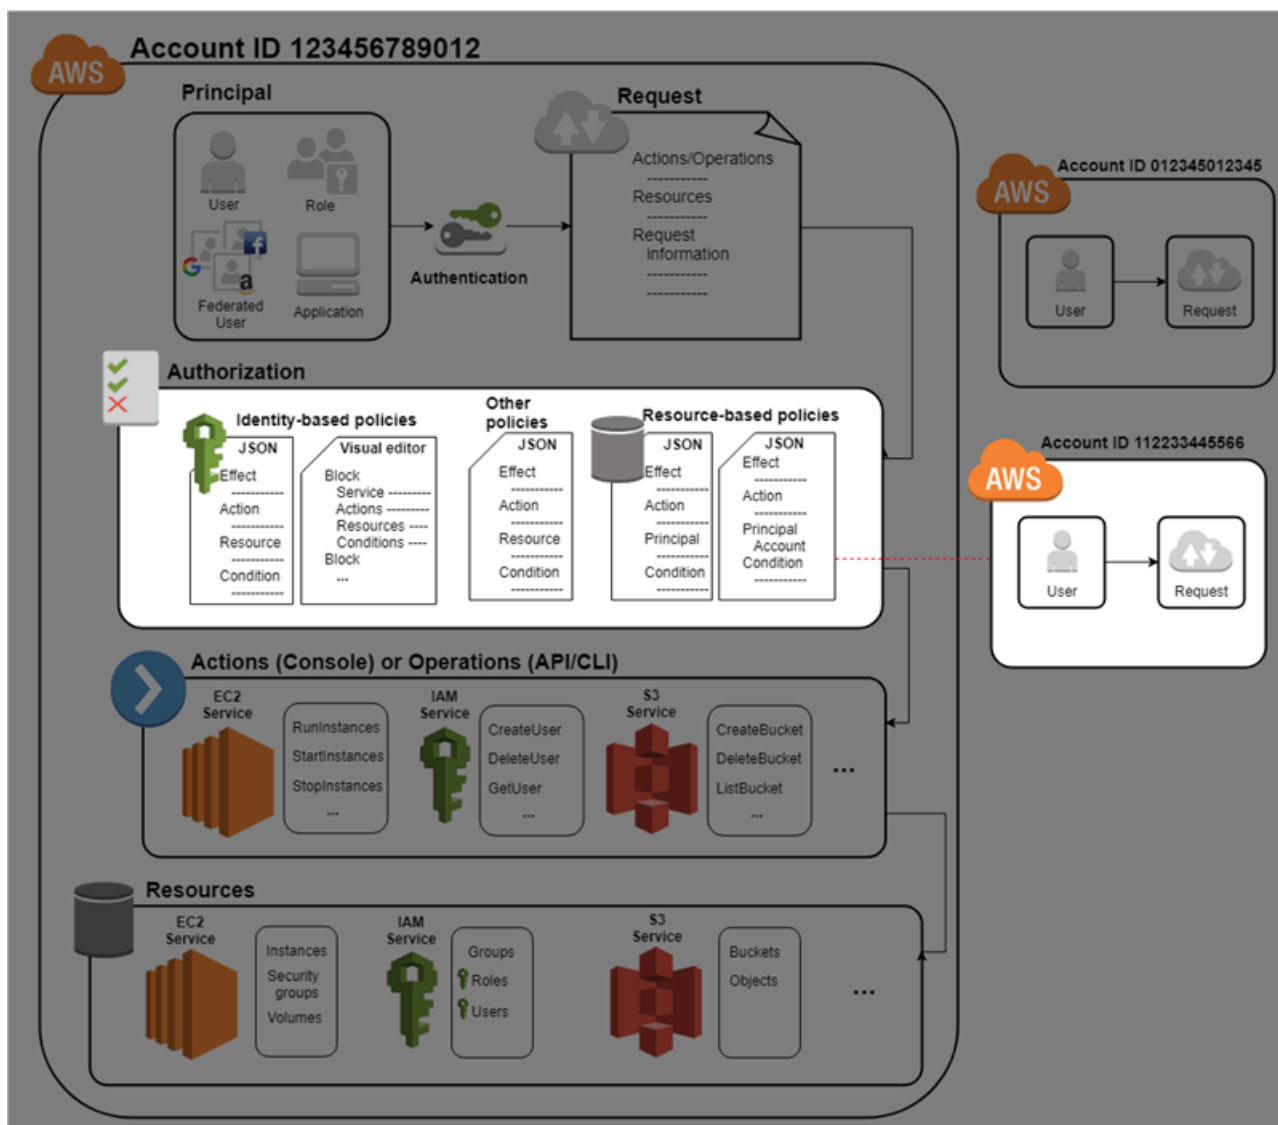 Account ID 123456789012
AWS
Principal
User
Role
Federated
User
Application
Authentication
Request
Actions/Operations
-----------
Resources
-----------
Request
information
-----------
-----------
Account ID 012345012345
AWS
User
Request
Authorization
Identity-based policies
JSON
Effect
-----------
Action
-----------
Resource
-----------
Condition
-----------
Visual editor
Block
Service ---------
Actions ---------
Resources ----
Conditions ----
Block
...
Other
policies
JSON
Effect
-----------
Action
-----------
Resource
-----------
Condition
-----------
Resource-based policies
JSON
Effect
-----------
Action
-----------
Principal
-----------
Condition
-----------
JSON
Effect
-----------
Action
-----------
Principal
Account
Condition
-----------
Account ID 112233445566
AWS
User
Request
Actions (Console) or Operations (API/CLI)
EC2
Service
RunInstances
StartInstances
StopInstances
...
IAM
Service
CreateUser
DeleteUser
GetUser
...
S3
Service
CreateBucket
DeleteBucket
ListBucket
...
...
Resources
EC2
Service
Instances
Security
groups
Volumes
IAM
Service
Groups
Roles
Users
S3
Service
Buckets
Objects
...